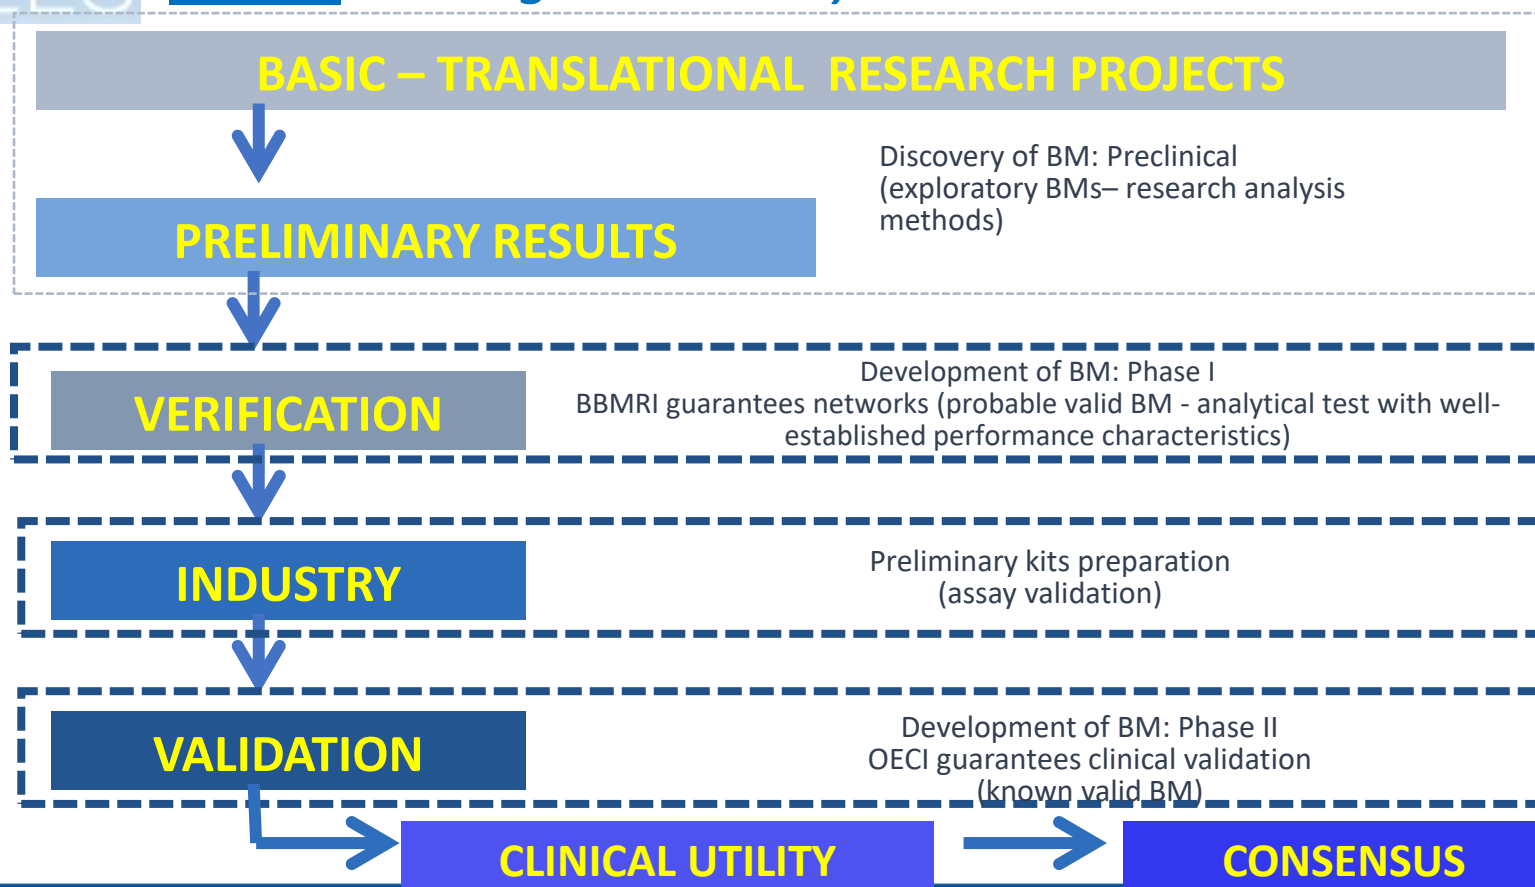 BASIC – TRANSLATIONAL RESEARCH PROJECTS
Discovery of BM: Preclinical
(exploratory BMs– research analysis
methods)
PRELIMINARY RESULTS
VERIFICATION
Development of BM: Phase I
BBMRI guarantees networks (probable valid BM - analytical test with well-
established performance characteristics)
INDUSTRY
Preliminary kits preparation
(assay validation)
VALIDATION
Development of BM: Phase II
OECI guarantees clinical validation
(known valid BM)
CLINICAL UTILITY
CONSENSUS